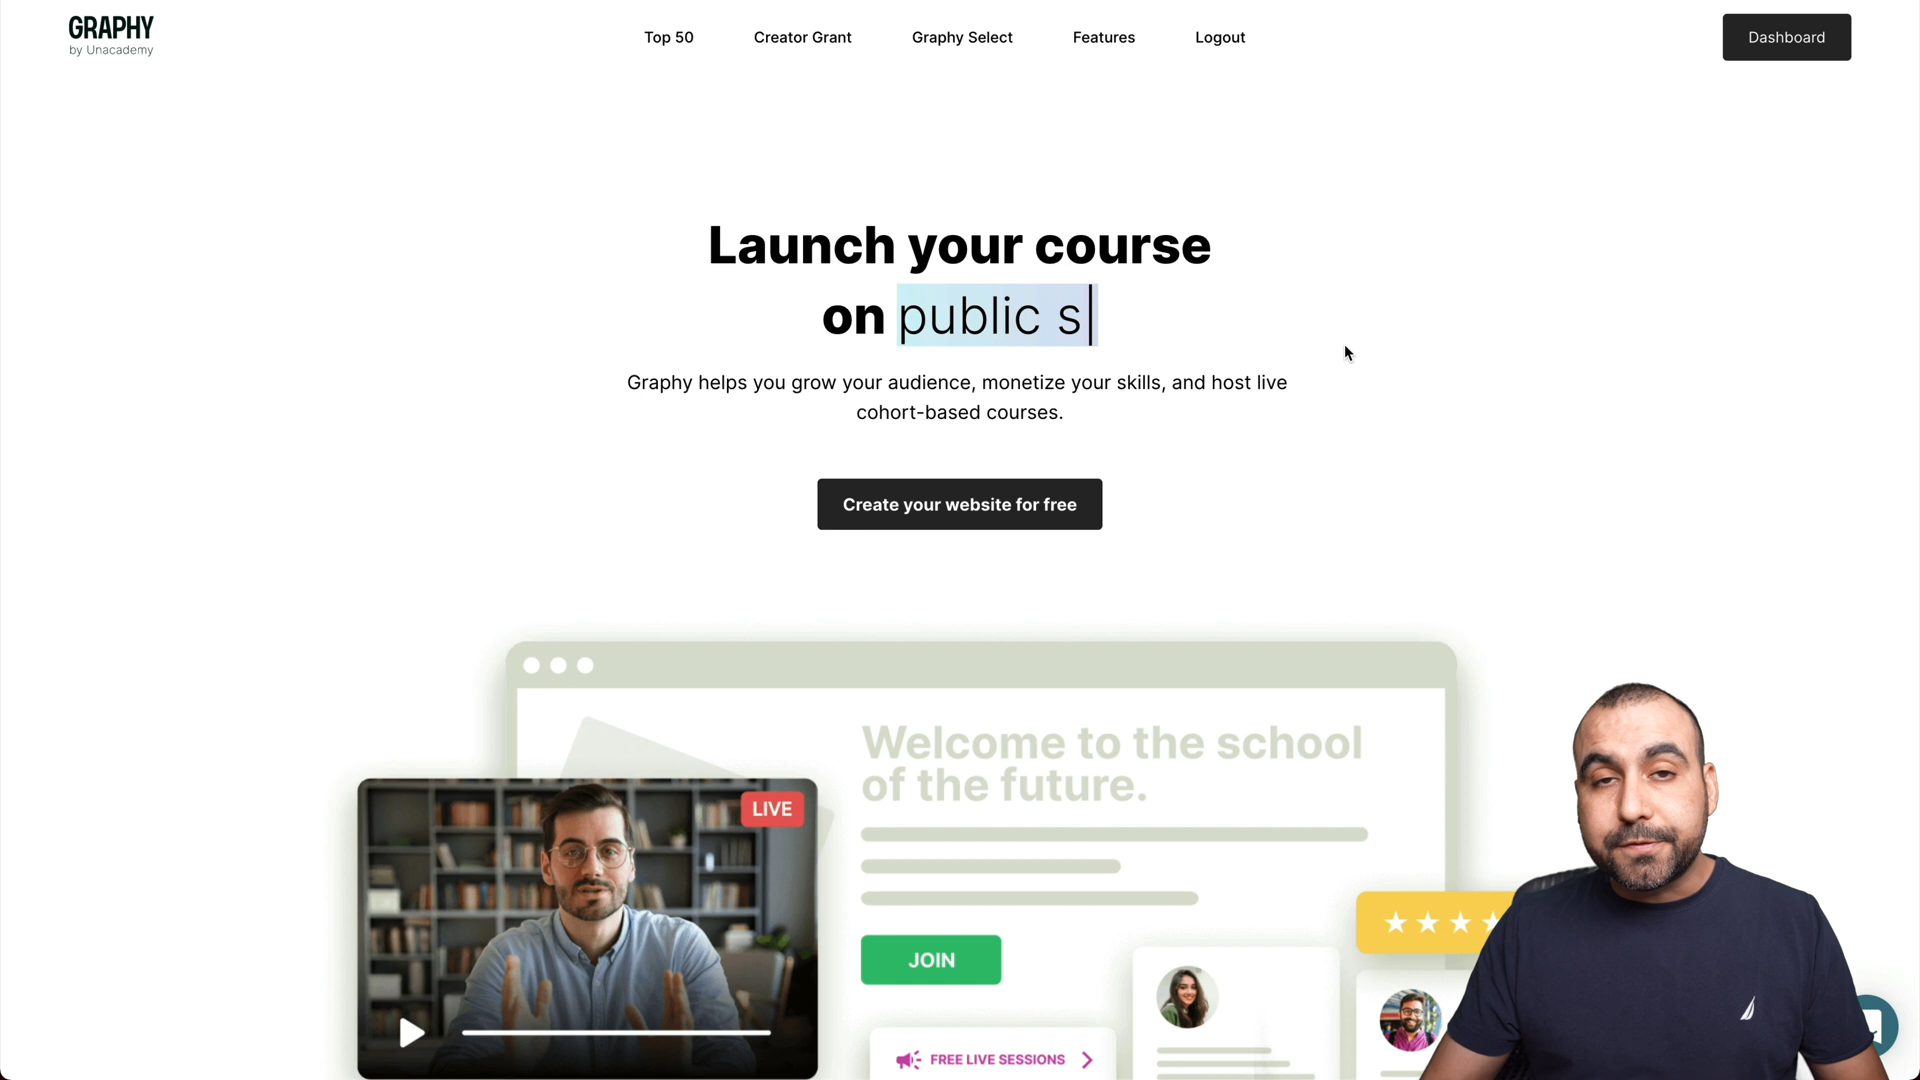 GRAPHY
by Unacademy
Top 50
Creator Grant
Graphy Select
Features
Logout
Dashboard
Launch your course
on public s
Graphy helps you grow your audience, monetize your skills, and host live
cohort-based courses.
Create your website for free
Welcome to the school
of the future.
LIVE
JOIN
FREE LIVE SESSIONS